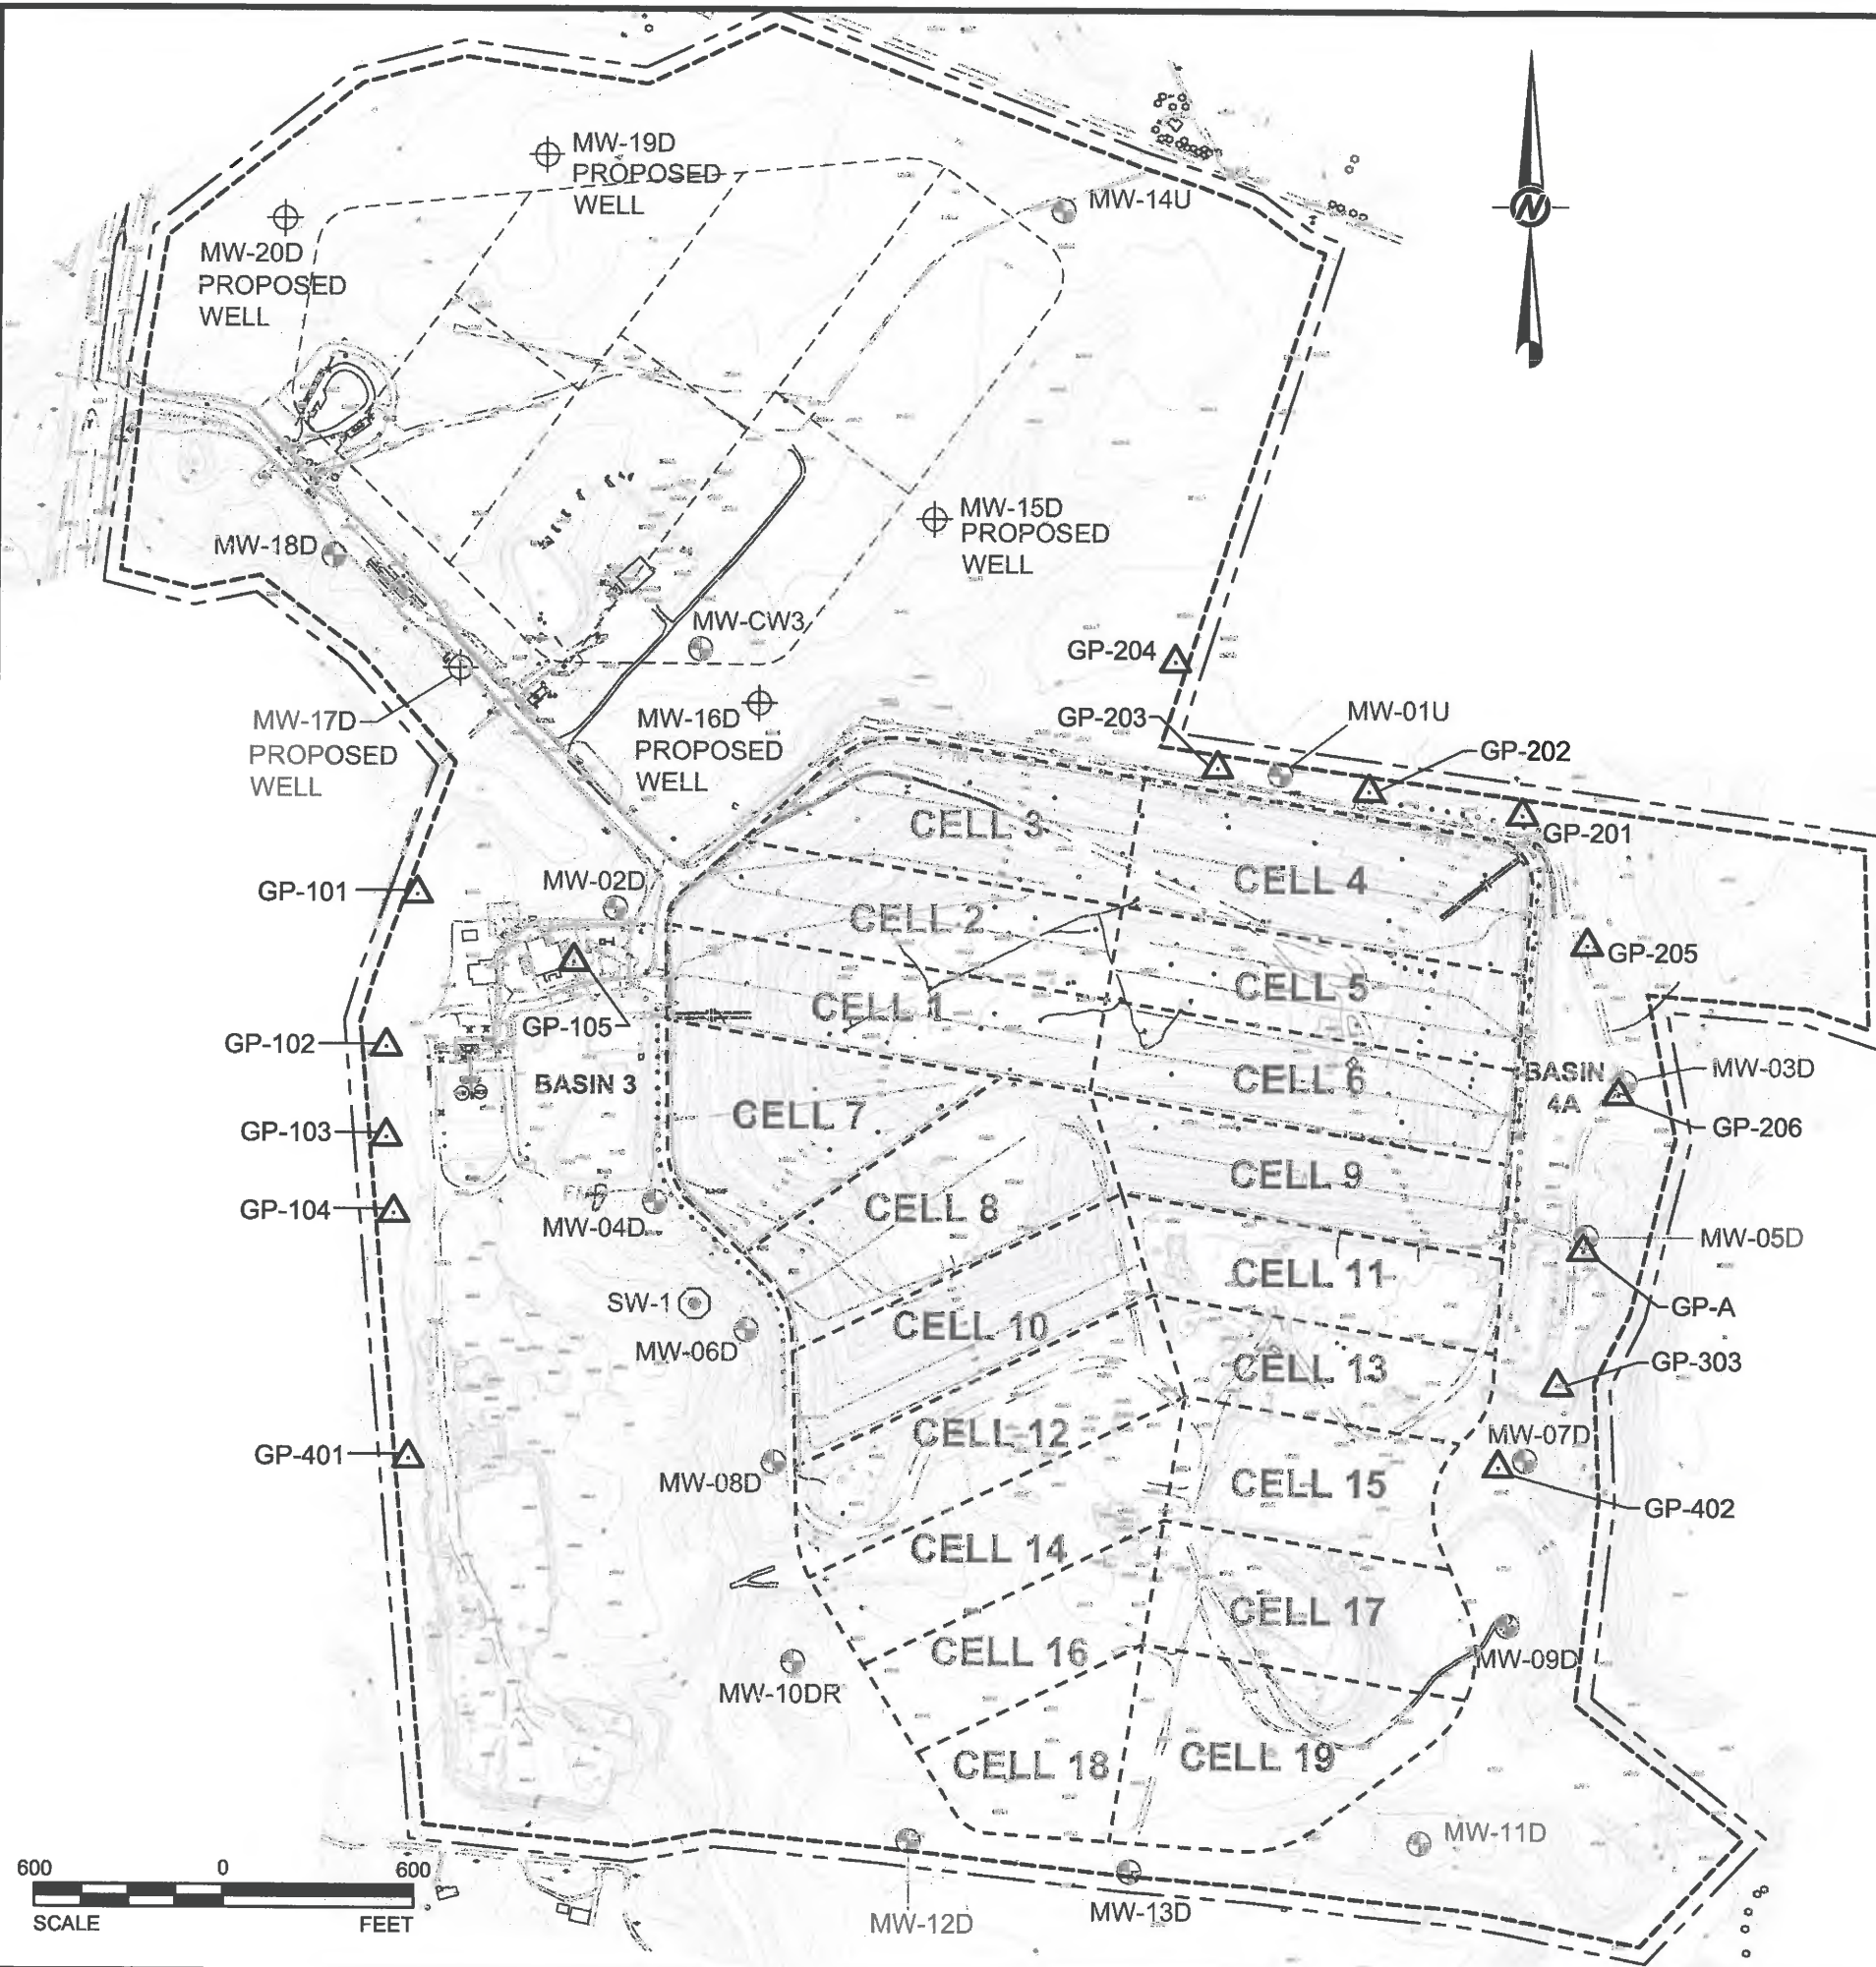 MW-19D
PROPOSED
WELL
MW-14U
N
MW-20D
PROPOSED
WELL
MW-15D
PROPOSED
WELL
MW-18D
MW-CW3
GP-204
MW-17D
PROPOSED
WELL
MW-16D
PROPOSED
WELL
GP-203
MW-01U
GP-202
GP-201
CELL 3
CELL 4
GP-101
MW-02D
CELL 2
GP-205
CELL 1
CELL 5
GP-105
GP-102
BASIN 3
CELL 6
BASIN
4A
MW-03D
GP-206
GP-103
CELL 7
CELL 9
GP-104
MW-04D
CELL 8
MW-05D
CELL 11
GP-A
SW-1
MW-06D
CELL 10
CELL 13
GP-303
GP-401
CELL 12
MW-07D
MW-08D
CELL 15
GP-402
CELL 14
CELL 17
CELL 16
MW-09D
MW-10DR
CELL 18
CELL 19
MW-11D
MW-12D
MW-13D
600 0 600
SCALE FEET